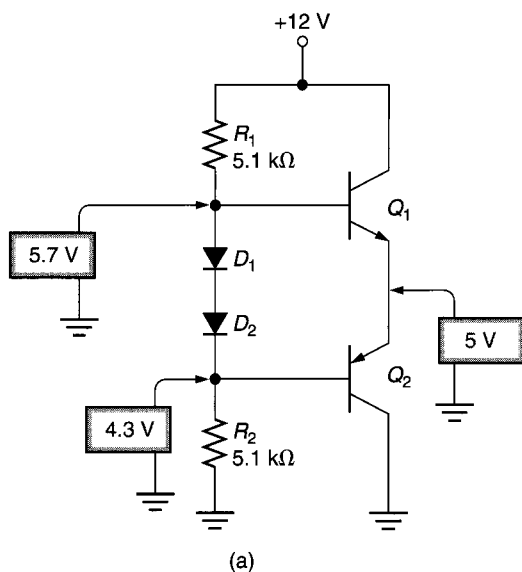 +12 V
R1
5.1 kΩ
Q1
5.7 V
D1
D2
5 V
Q2
4.3 V
R2
5.1 kΩ
(a)